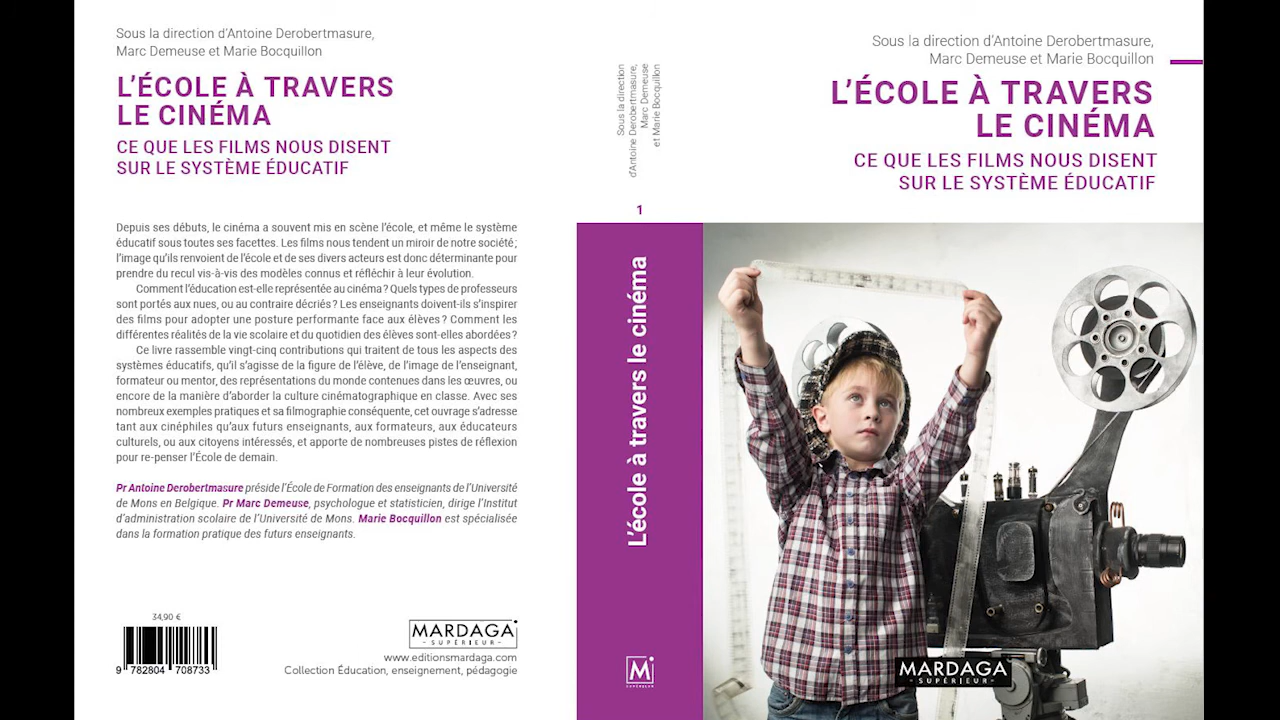 Sous la direction d'Antoine Derobertmasure,
Marc Demeuse et Marie Bocquillon
L'ÉCOLE À TRAVERS
LE CINÉMA
CE QUE LES FILMS NOUS DISENT
SUR LE SYSTÈME ÉDUCATIF
Depuis ses débuts, le cinéma a souvent mis en scène l'école, et même le système
éducatif sous toutes ses facettes. Les films nous tendent un miroir de notre société ;
l'image qu'ils renvoient de l'école et de ses divers acteurs est donc déterminante pour
prendre du recul vis-à-vis des modèles connus et réfléchir à leur évolution.
Comment l'éducation est-elle représentée au cinéma ? Quels types de professeurs
sont portés aux nues, ou au contraire décriés ? Les enseignants doivent-ils s'inspirer
des films pour adopter une posture performante face aux élèves ? Comment les
différentes réalités de la vie scolaire et du quotidien des élèves sont-elles abordées ?
Ce livre rassemble vingt-cinq contributions qui traitent de tous les aspects des
systèmes éducatifs, qu'il s'agisse de la figure de l'élève, de l'image de l'enseignant,
formateur ou mentor, des représentations du monde contenues dans les œuvres, ou
encore de la manière d'aborder la culture cinématographique en classe. Avec ses
nombreux exemples pratiques et sa filmographie conséquente, cet ouvrage s'adresse
tant aux cinéphiles qu'aux futurs enseignants, aux formateurs, aux éducateurs
culturels, ou aux citoyens intéressés, et apporte de nombreuses pistes de réflexion
pour re-penser l'École de demain.
Pr Antoine Derobertmasure préside l'École de Formation des enseignants de l'Université
de Mons en Belgique. Pr Marc Demeuse, psychologue et statisticien, dirige l'Institut
d'administration scolaire de l'Université de Mons. Marie Bocquillon est spécialisée
dans la formation pratique des futurs enseignants.
34,90 €
9 782804 708733
MARDAGA
SUPÉRIEUR
www.editionsmardaga.com
Collection Éducation, enseignement, pédagogie
Sous la direction
d'Antoine Derobertmasure,
Marc Demeuse
et Marie Bocquillon
1
L'école à travers le cinéma
M
SUPÉRIEUR
Sous la direction d'Antoine Derobertmasure,
Marc Demeuse et Marie Bocquillon
L'ÉCOLE À TRAVERS
LE CINÉMA
CE QUE LES FILMS NOUS DISENT
SUR LE SYSTÈME ÉDUCATIF
MARDAGA
SUPÉRIEUR